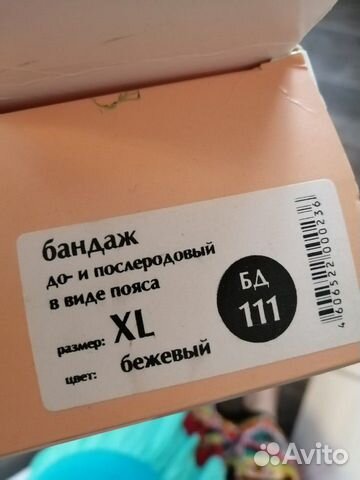 бандаж
до- и послеродовый
в виде пояса
размер: XL
цвет: бежевый
БД
111
4606522000236
Avito